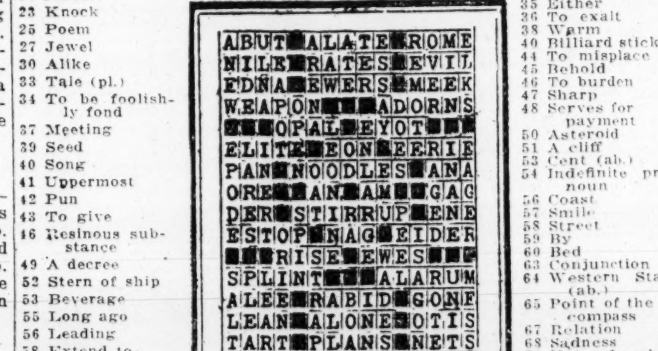 23 Knock
25 Poem
27 Jewel
30 Alike
33 Tale (pl.)
34 To be foolish-
ly fond
37 Meeting
39 Seed
40 Song
41 Uppermost
42 Pun
43 To give
46 Resinous sub-
stance
49 A decree
52 Stern of ship
53 Beverage
55 Long ago
56 Leading
58 Extend to
ABUT ALATE ROME
NILE RATES EVIL
EDNA EWERS MEEK
WEAPON ADORNS
OPAL EYOT
ELITE EON EERIE
PAN NOODLES ANA
ORE AN AM GAG
DER STIRRUP ENE
ESTOP NAG EIDER
RISE EWES
SPLINT ALARUM
ALEE RABID GONE
LEAN ALONE OTIS
TART PLANS NETS
35 Either
36 To exalt
38 Warm
40 Billiard stick
44 To misplace
45 Behold
46 To burden
47 Sharp
48 Serves for
payment
50 Asteroid
51 A cliff
53 Cent (ab.)
54 Indefinite pr
noun
56 Coast
57 Smile
58 Street
59 By
60 Bed
63 Conjunction
64 Western Sta
(ab.)
65 Point of the
compass
67 Relation
68 Sadness